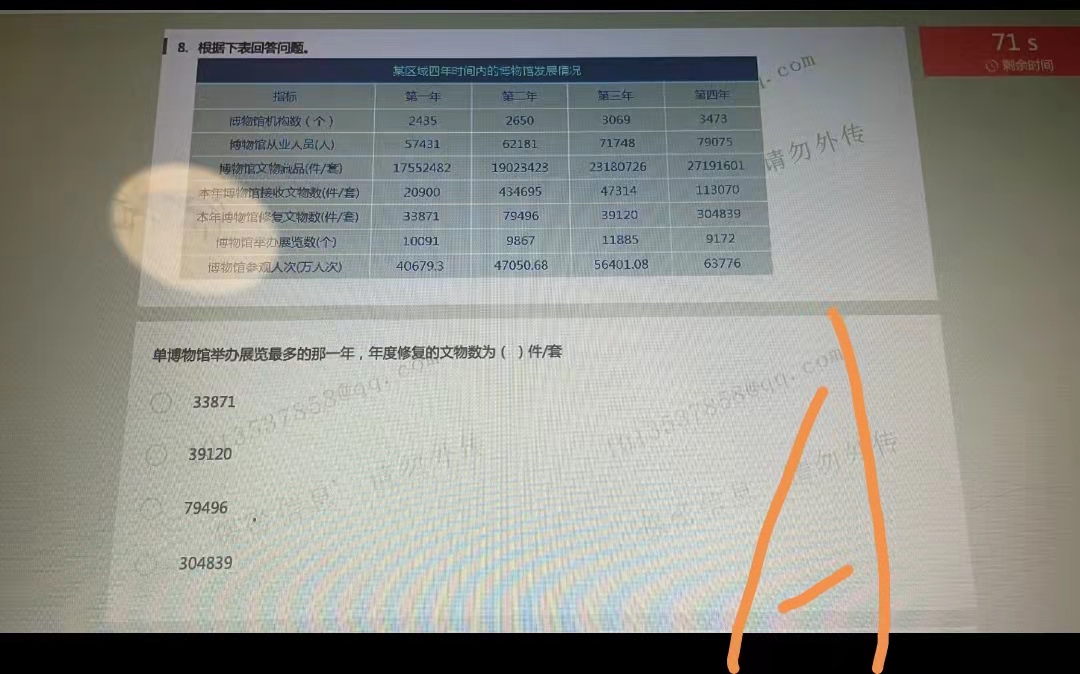 71 s
剩余时间
8. 根据下表回答问题。
某区域四年时间内的博物馆发展情况
指标 第一年 第二年 第三年 第四年
博物馆机构数(个) 2435 2650 3069 3473
博物馆从业人员(人) 57431 62181 71748 79075
博物馆文物藏品(件/套) 17552482 19023423 23180726 27191601
本年博物馆接收文物数(件/套) 20900 434695 47314 113070
本年博物馆修复文物数(件/套) 33871 79496 39120 304839
博物馆举办展览数(个) 10091 9867 11885 9172
博物馆参观人次(万人次) 40679.3 47050.68 56401.08 63776
q.com
请勿外传
单博物馆举办展览最多的那一年,年度修复的文物数为( )件/套
33871
39120
79496
304839
请勿外传
请勿外传
A